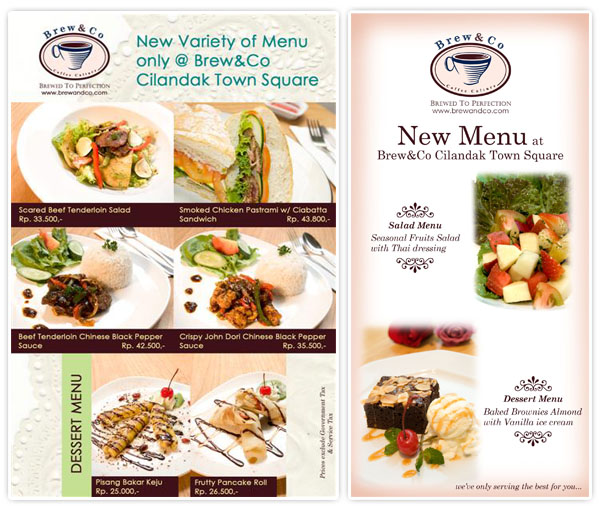 Brew&Co
Coffee Culture
BREWED TO PERFECTION
www.brewandco.com
New Variety of Menu
only @ Brew&Co
Cilandak Town Square
Scared Beef Tenderloin Salad
Rp. 33.500,-
Smoked Chicken Pastrami w/ Ciabatta
Sandwich Rp. 43.800,-
Beef Tenderloin Chinese Black Pepper
Sauce Rp. 42.500,-
Crispy John Dori Chinese Black Pepper
Sauce Rp. 35.500,-
DESSERT MENU
Pisang Bakar Keju
Rp. 25.000,-
Frutty Pancake Roll
Rp. 26.500,-
Prices exclude Government Tax
& Service Tax
Brew&Co
Coffee Culture
BREWED TO PERFECTION
www.brewandco.com
New Menu at
Brew&Co Cilandak Town Square
Salad Menu
Seasonal Fruits Salad
with Thai dressing
Dessert Menu
Baked Brownies Almond
with Vanilla ice cream
we've only serving the best for you...